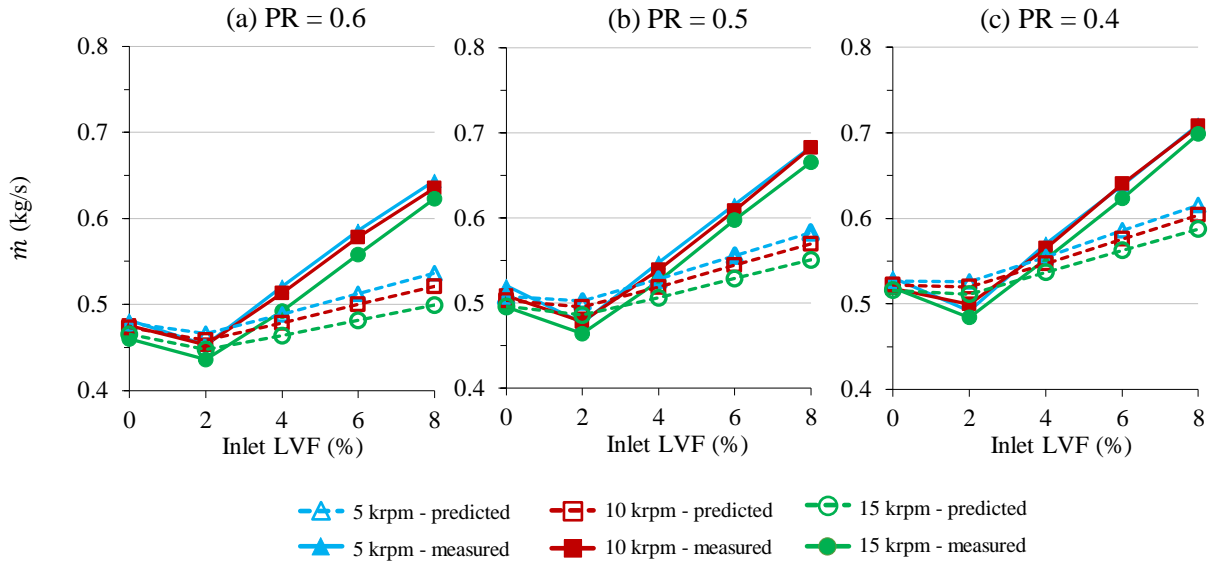 (a) PR = 0.6
(b) PR = 0.5
(c) PR = 0.4
0.8
0.7
0.6
0.5
0.4
ṁ (kg/s)
0 2 4 6 8
Inlet LVF (%)
0.8
0.7
0.6
0.5
0.4
0 2 4 6 8
Inlet LVF (%)
0.8
0.7
0.6
0.5
0.4
0 2 4 6 8
Inlet LVF (%)
5 krpm - predicted
10 krpm - predicted
15 krpm - predicted
5 krpm - measured
10 krpm - measured
15 krpm - measured